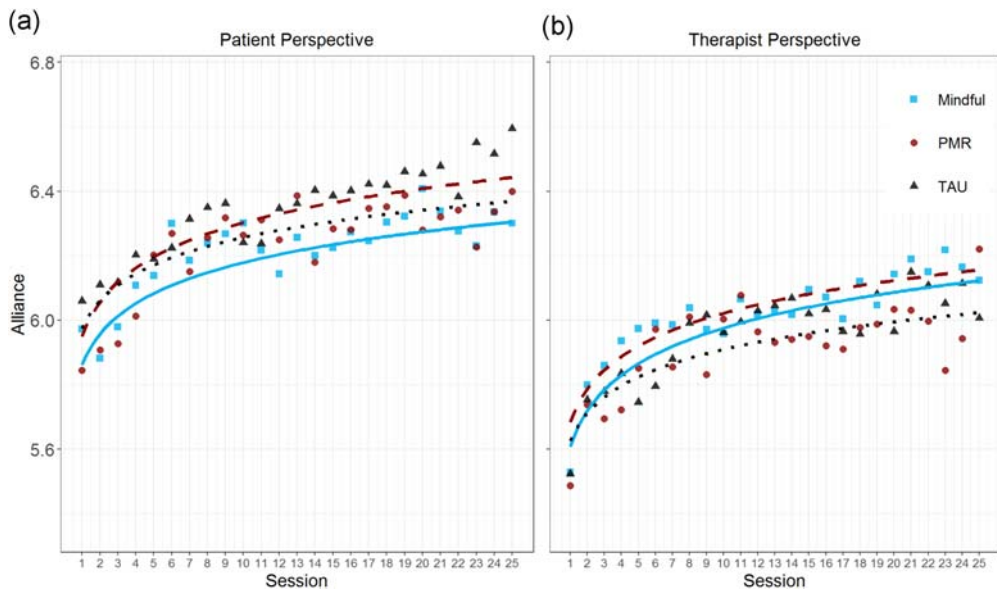 (a)
Patient Perspective
6.8
6.4
6.0
5.6
Alliance
1 2 3 4 5 6 7 8 9 10 11 12 13 14 15 16 17 18 19 20 21 22 23 24 25
Session
(b)
Therapist Perspective
Mindful
PMR
TAU
1 2 3 4 5 6 7 8 9 10 11 12 13 14 15 16 17 18 19 20 21 22 23 24 25
Session